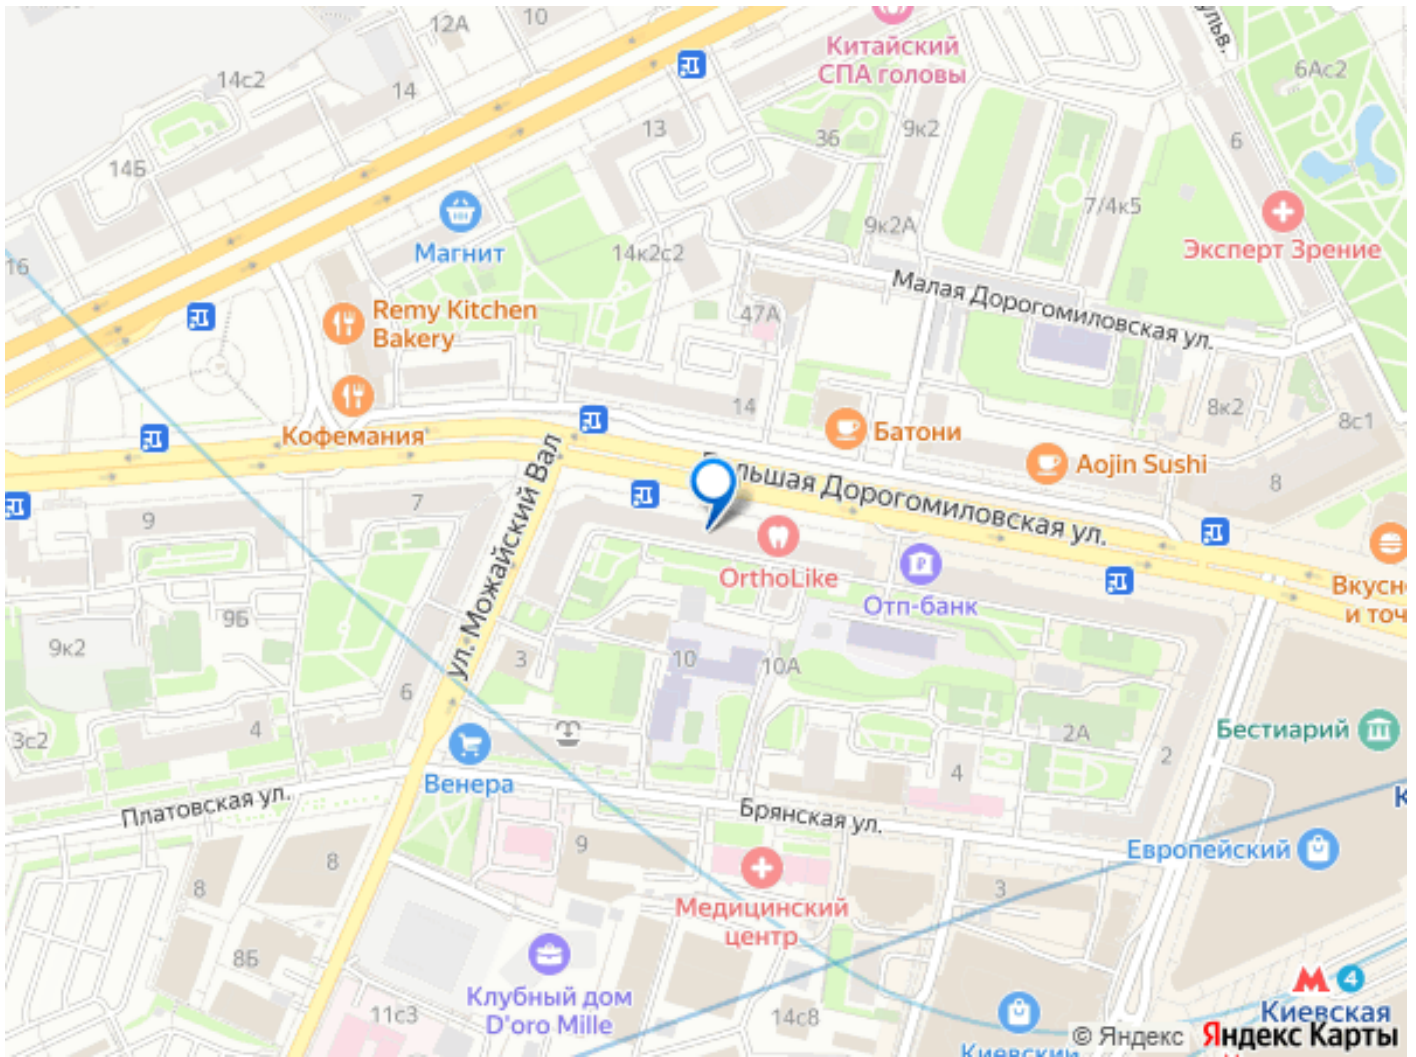 12А
10
Китайский
СПА головы
6Ас2
14с2
14
13
36
9к2
6
14Б
7/4к5
9к2А
Магнит
14к2с2
Эксперт Зрение
16
Малая Дорогомиловская ул.
Remy Kitchen
Bakery
47А
14
8к2
8с1
Кофемания
Батони
Aojin Sushi
8
Дорогомиловская ул.
7
9
ул. Можайский Вал
OrthoLike
Отп-банк
Вкусн
и точ
9Б
9к2
3
10
10А
6
4
3с2
2А
2
Бестиарий
Венера
4
Платовская ул.
Брянская ул.
К
Европейский
9
8
8
3
Медицинский
центр
8Б
Клубный дом
D'oro Mille
11с3
14с8
М 4
Киевская
© Яндекс Яндекс Карты
Киевский